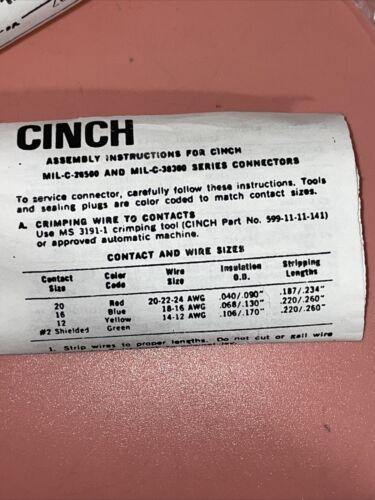 CINCH
ASSEMBLY INSTRUCTIONS FOR CINCH
MIL-C-26500 AND MIL-C-38300 SERIES CONNECTORS
To service connector, carefully follow these instructions. Tools
and sealing plugs are color coded to match contact sizes.
A. CRIMPING WIRE TO CONTACTS
Use MS 3191-1 crimping tool (CINCH Part No. 599-11-11-141)
or approved automatic machine.
CONTACT AND WIRE SIZES
Contact Size Color Code Wire Size Insulation O.D. Stripping Lengths
20 Red 20-22-24 AWG .040/.090" .187/.234"
16 Blue 18-16 AWG .068/.130" .220/.260"
12 Yellow 14-12 AWG .106/.170" .220/.260"
#2 Shielded Green
1. Strip wires to proper lengths. Do not cut or nail wire